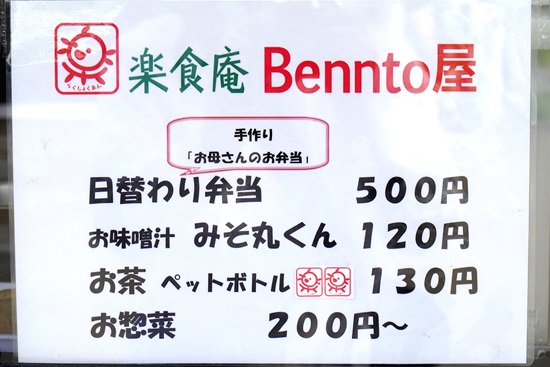 らくしょくあん
楽食庵 Bennto屋
手作り
「お母さんのお弁当」
日替わり弁当 500円
お味噌汁 みそ丸くん 120円
お茶 ペットボトル 130円
お惣菜 200円〜